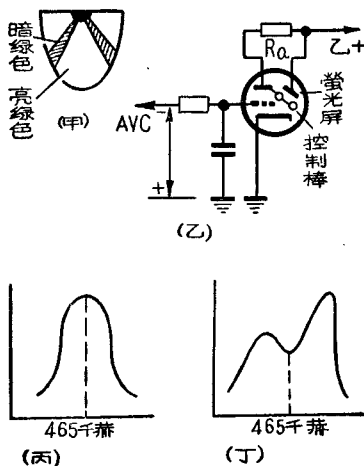 暗绿色
亮绿色
(甲)
Ra
乙+
AVC
-
+
萤光屏
控制棒
(乙)
465千赫
(丙)
465千赫
(丁)